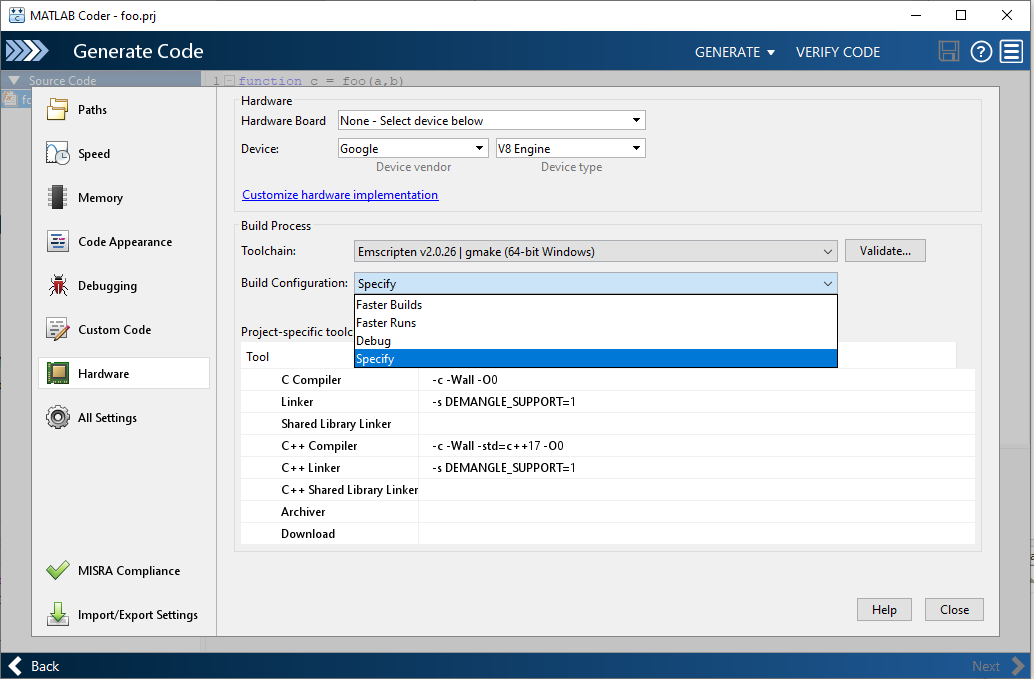 MATLAB Coder - foo.prj
Generate Code
GENERATE
VERIFY CODE
Source Code
1 function c = foo(a,b)
Paths
Speed
Memory
Code Appearance
Debugging
Custom Code
Hardware
All Settings
MISRA Compliance
Import/Export Settings
Hardware
Hardware Board None - Select device below
Device: Google V8 Engine
Device vendor Device type
Customize hardware implementation
Build Process
Toolchain: Emscripten v2.0.26 | gmake (64-bit Windows) Validate...
Build Configuration: Specify
Faster Builds
Faster Runs
Debug
Specify
Project-specific
Tool
C Compiler -c -Wall -O0
Linker -s DEMANGLE_SUPPORT=1
Shared Library Linker
C++ Compiler -c -Wall -std=c++17 -O0
C++ Linker -s DEMANGLE_SUPPORT=1
C++ Shared Library Linker
Archiver
Download
Help Close
Back Next